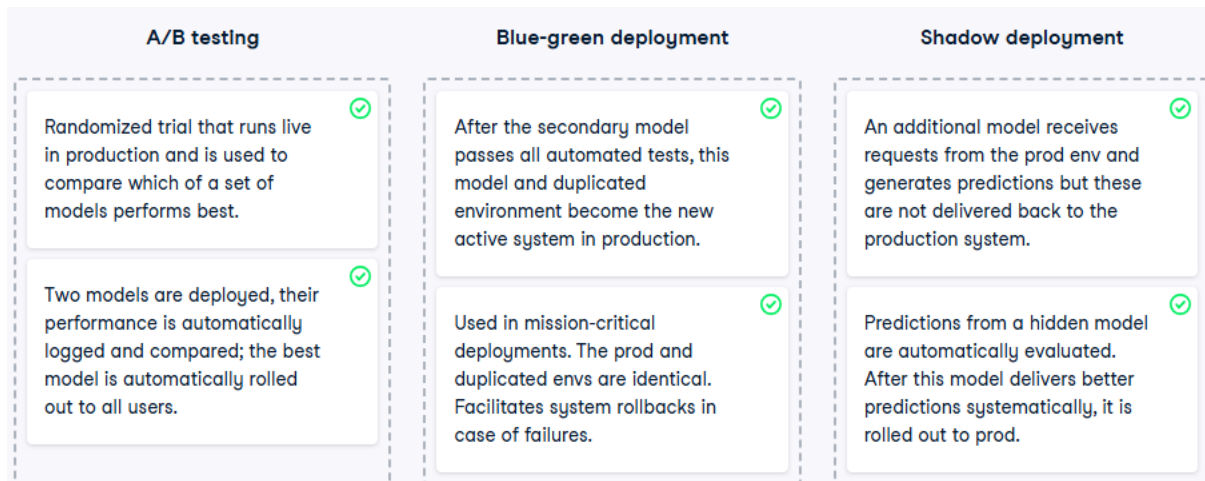 A/B testing
Randomized trial that runs live
in production and is used to
compare which of a set of
models performs best.
Two models are deployed, their
performance is automatically
logged and compared; the best
model is automatically rolled
out to all users.
Blue-green deployment
After the secondary model
passes all automated tests, this
model and duplicated
environment become the new
active system in production.
Used in mission-critical
deployments. The prod and
duplicated envs are identical.
Facilitates system rollbacks in
case of failures.
Shadow deployment
An additional model receives
requests from the prod env and
generates predictions but these
are not delivered back to the
production system.
Predictions from a hidden model
are automatically evaluated.
After this model delivers better
predictions systematically, it is
rolled out to prod.